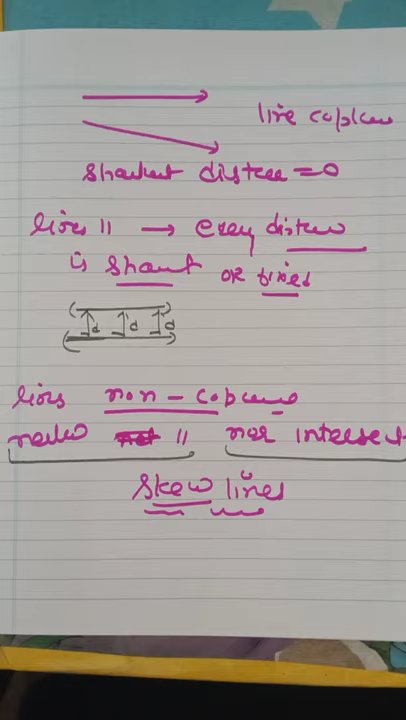 line coplanar
shortest distance = 0
lines || → every distance
is shortest or fixed
d d d
lines non-coplanar
neither || nor intersect
skew lines